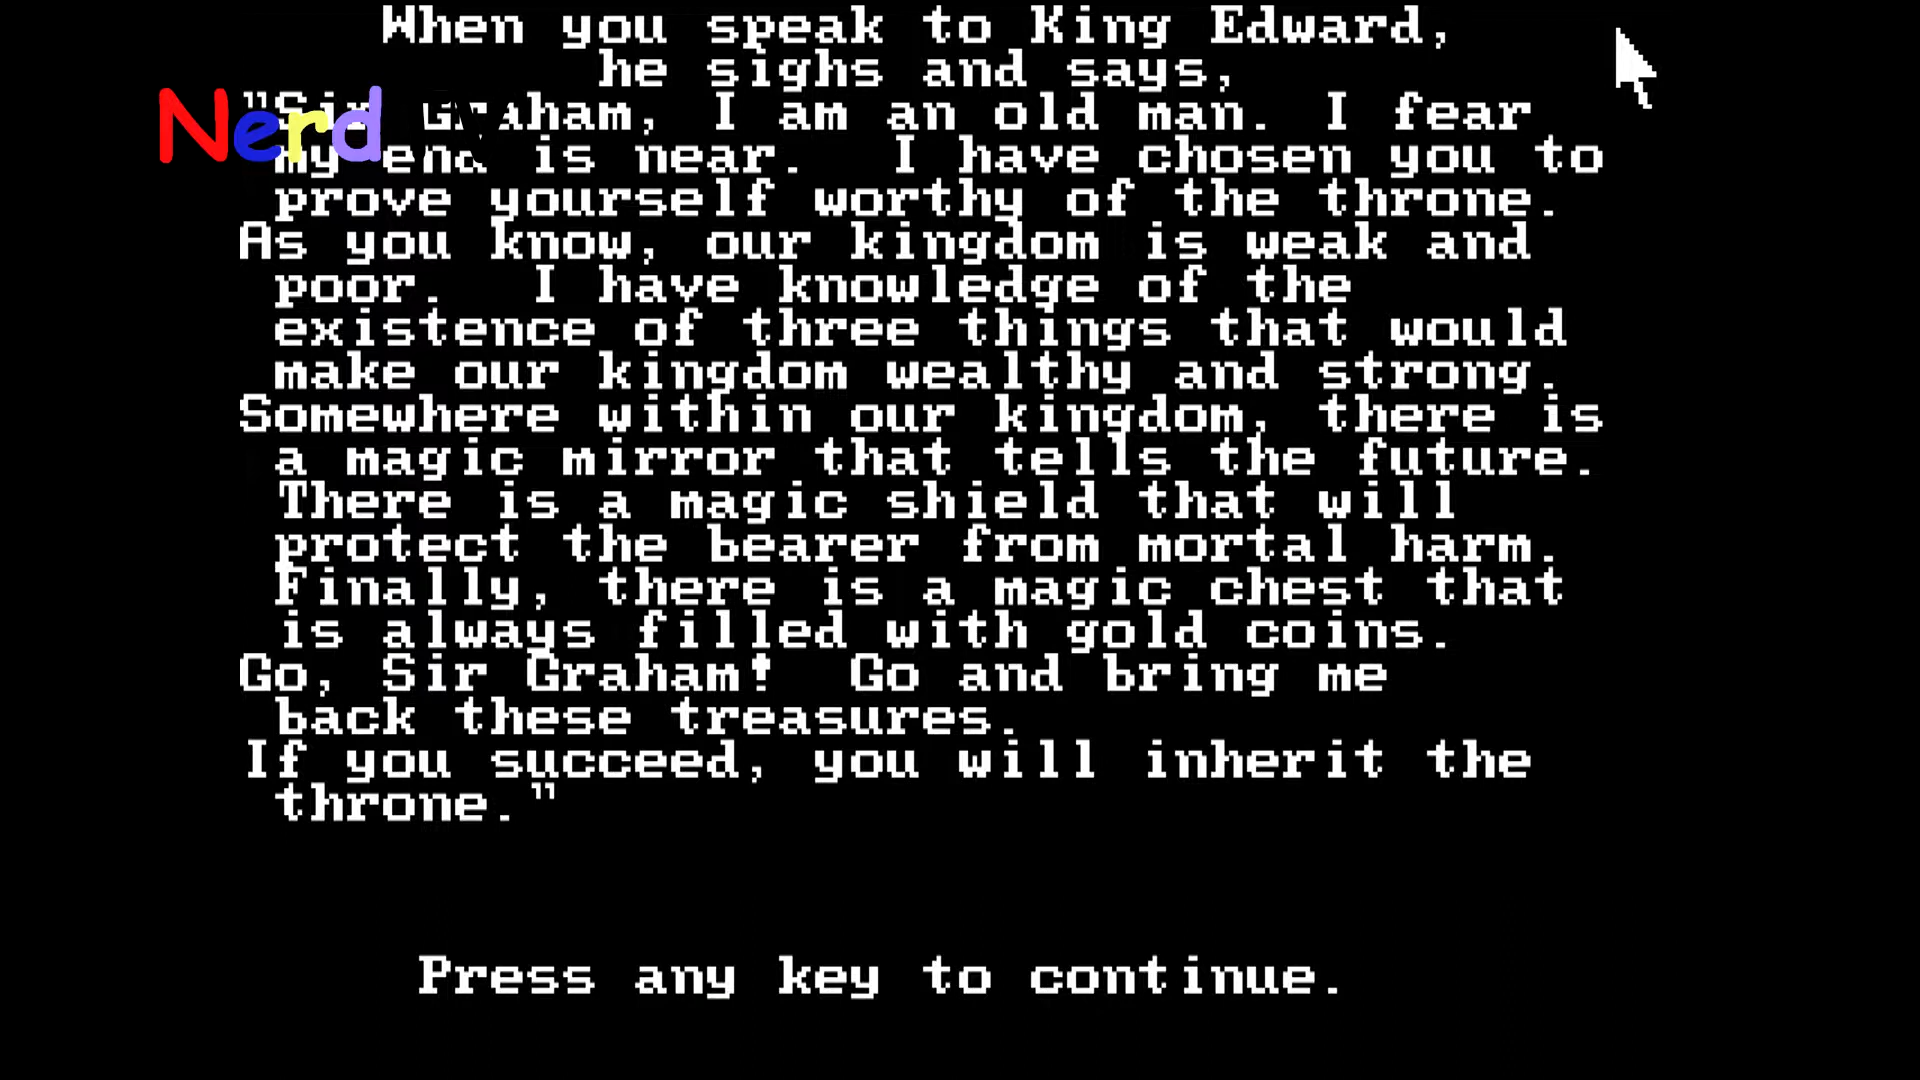 When you speak to King Edward,
he sighs and says,
"Sir Graham, I am an old man. I fear
my end is near.  I have chosen you to
prove yourself worthy of the throne.
As you know, our kingdom is weak and
poor.  I have knowledge of the
existence of three things that would
make our kingdom wealthy and strong.
Somewhere within our kingdom, there is
a magic mirror that tells the future.
There is a magic shield that will
protect the bearer from mortal harm.
Finally, there is a magic chest that
is always filled with gold coins.
Go, Sir Graham!  Go and bring me
back these treasures.
If you succeed, you will inherit the
throne."
Press any key to continue.
Nerd